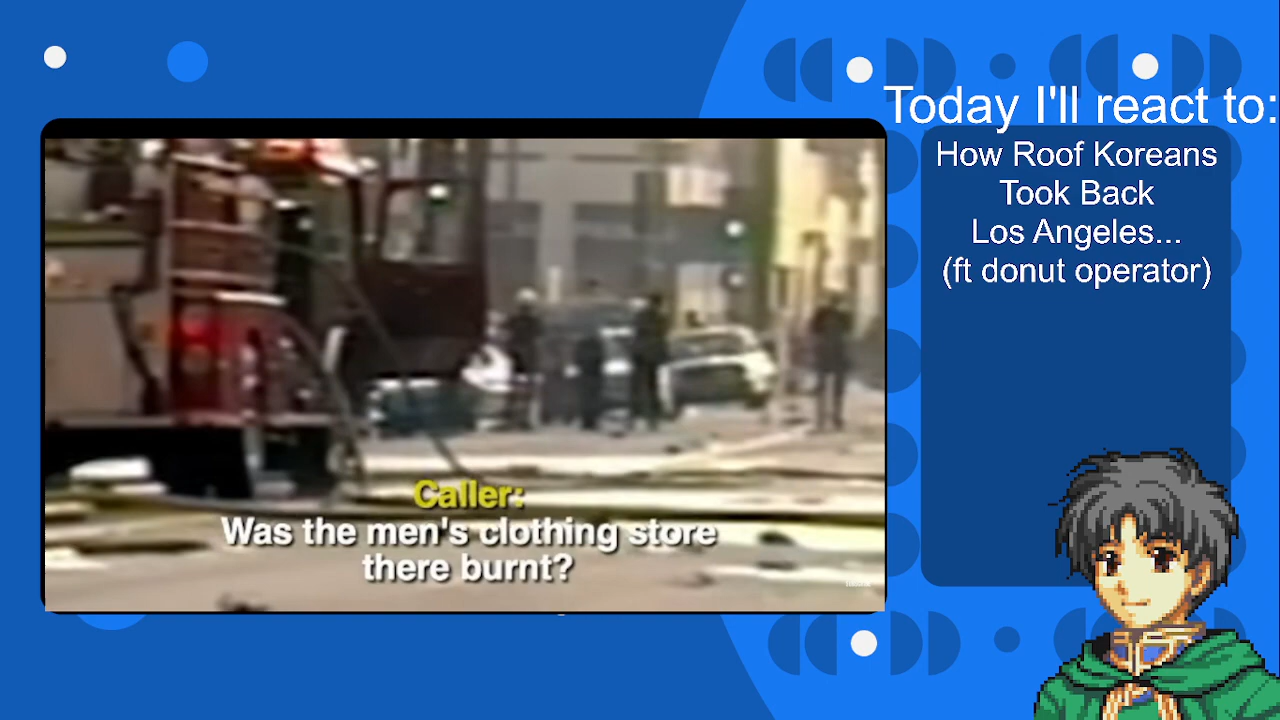 Today I'll react to:
How Roof Koreans
Took Back
Los Angeles...
(ft donut operator)
Caller:
Was the men's clothing store
there burnt?